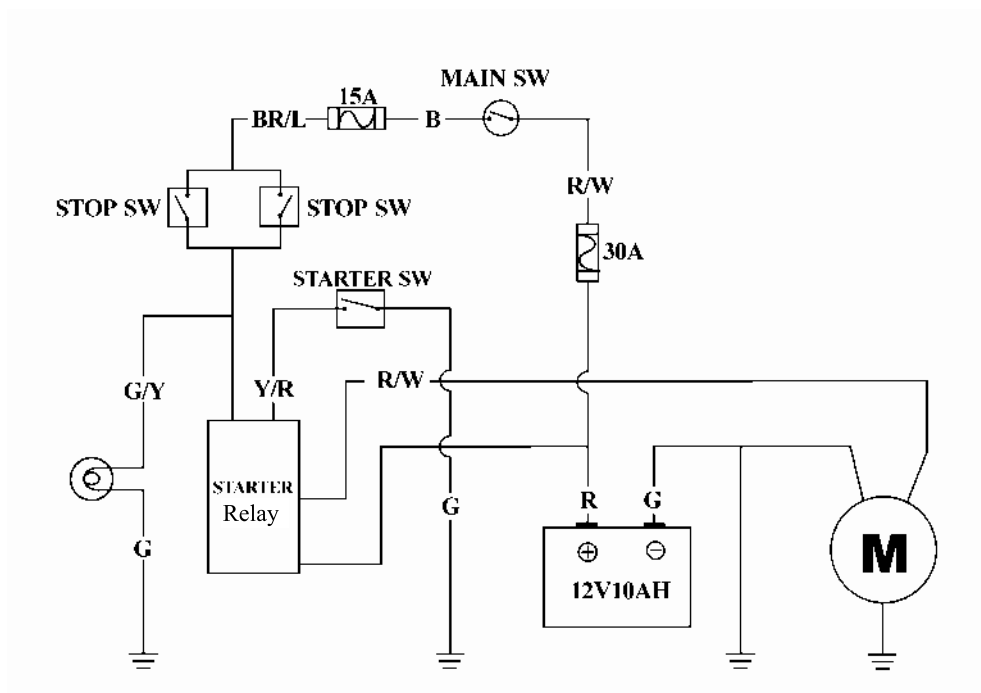 MAIN SW
15A
BR/L
B
R/W
STOP SW
STOP SW
30A
STARTER SW
G/Y
Y/R
R/W
STARTER
Relay
G
R
G
G
M
12V10AH